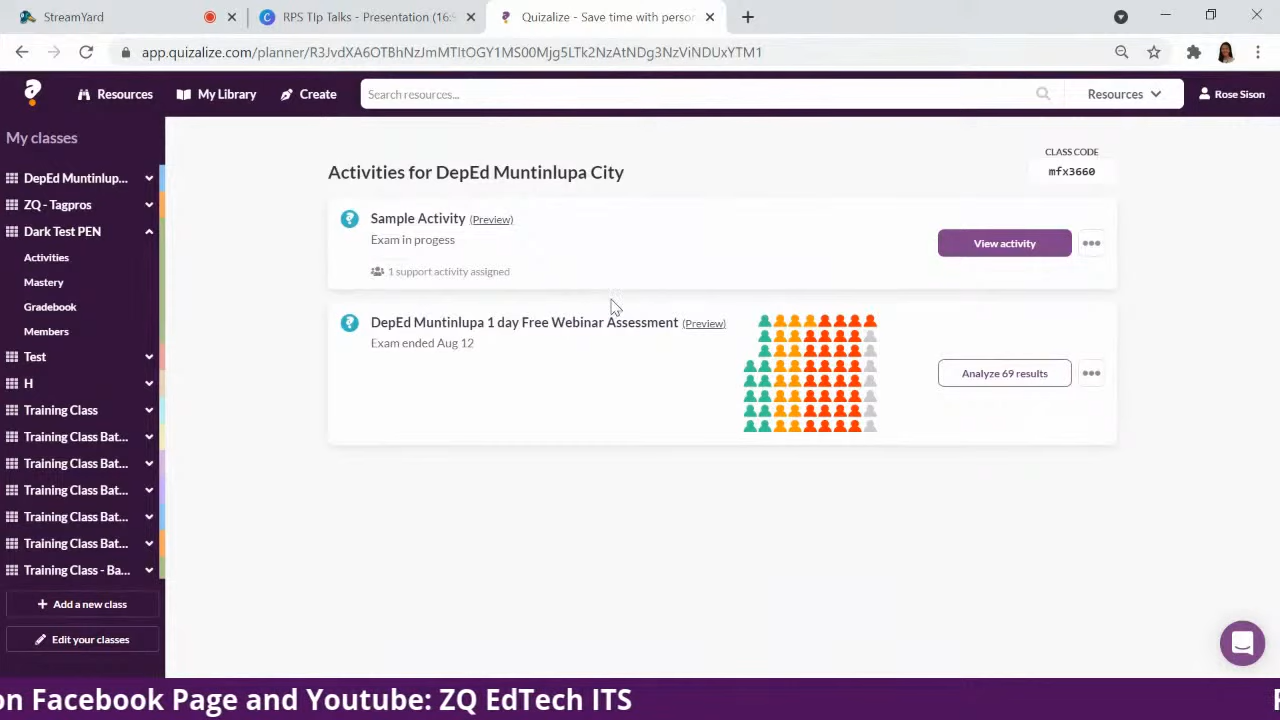 StreamYard
RPS TIp Talks - Presentation (16:9
Quizalize - Save time with person
app.quizalize.com/planner/R3JvdXA6OTBhNzJmMTItOGY1MS00Mjg5LTk2NzAtNDg3NzViNDUxYTM1
Resources
My Library
Create
Search resources...
Resources
Rose Sison
My classes
DepEd Muntinlup...
ZQ - Tagpros
Dark Test PEN
Activities
Mastery
Gradebook
Members
Test
H
Training Class
Training Class Bat...
Training Class Bat...
Training Class Bat...
Training Class Bat...
Training Class Bat...
Training Class - Ba...
Add a new class
Edit your classes
Activities for DepEd Muntinlupa City
CLASS CODE
mfx3660
Sample Activity (Preview)
Exam in progess
1 support activity assigned
View activity
DepEd Muntinlupa 1 day Free Webinar Assessment (Preview)
Exam ended Aug 12
Analyze 69 results
on Facebook Page and Youtube: ZQ EdTech ITS